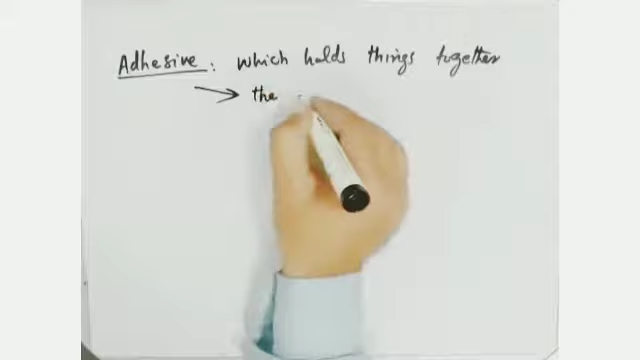 Adhesive : which holds things together
→ the